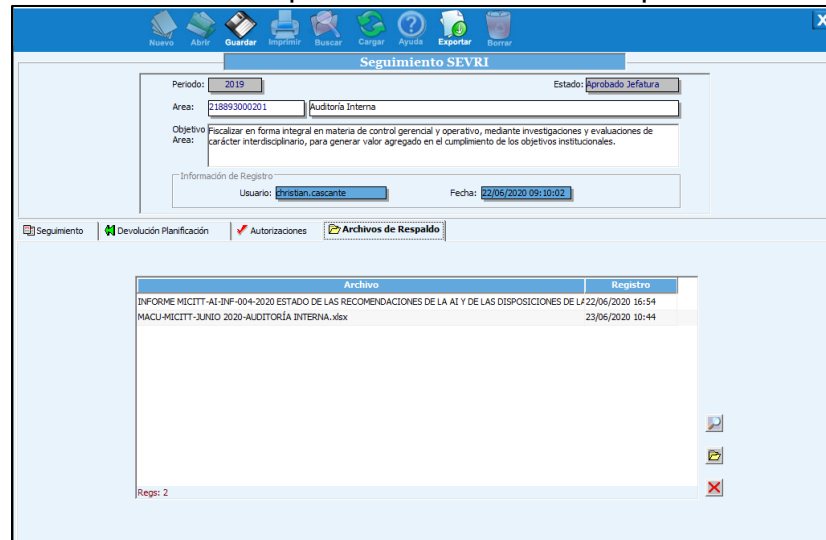 Nuevo Abrir Guardar Imprimir Buscar Cargar Ayuda Exportar Borrar
X
Seguimiento SEVRI
Periodo: 2019 Estado: Aprobado Jefatura
Area: 218893000201 Auditoría Interna
Objetivo Area: Fiscalizar en forma integral en materia de control gerencial y operativo, mediante investigaciones y evaluaciones de
carácter interdisciplinario, para generar valor agregado en el cumplimiento de los objetivos institucionales.
Información de Registro
Usuario: christian.cascante Fecha: 22/06/2020 09:10:02
Seguimiento Devolución Planificación Autorizaciones Archivos de Respaldo
Archivo Registro
INFORME MICITT-AI-INF-004-2020 ESTADO DE LAS RECOMENDACIONES DE LA AI Y DE LAS DISPOSICIONES DE 22/06/2020 16:54
MACU-MICITT-JUNIO 2020-AUDITORÍA INTERNA.xlsx 23/06/2020 10:44
Regs: 2